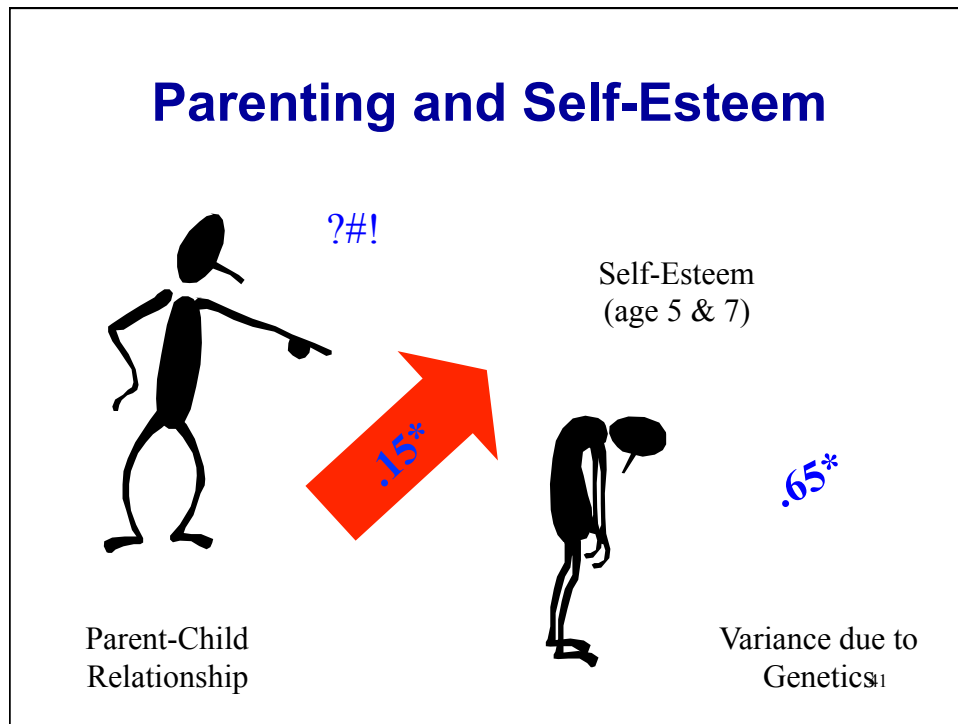 Parenting and Self-Esteem
?#!
Self-Esteem
(age 5 & 7)
.15*
.65*
Parent-Child
Relationship
Variance due to
Genetics
41